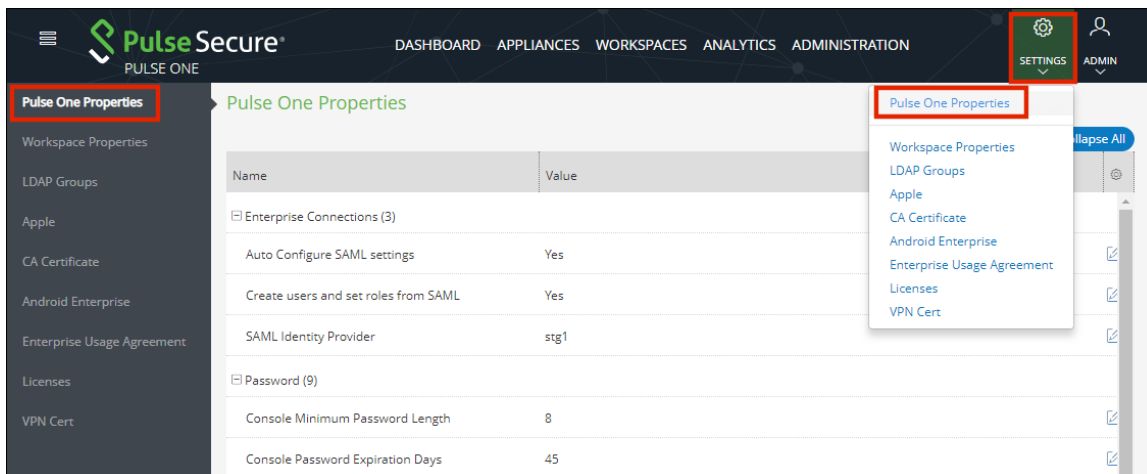 Pulse Secure®
PULSE ONE
DASHBOARD APPLIANCES WORKSPACES ANALYTICS ADMINISTRATION
SETTINGS
ADMIN
Pulse One Properties
Workspace Properties
LDAP Groups
Apple
CA Certificate
Android Enterprise
Enterprise Usage Agreement
Licenses
VPN Cert
Pulse One Properties
Pulse One Properties
Workspace Properties
LDAP Groups
Apple
CA Certificate
Android Enterprise
Enterprise Usage Agreement
Licenses
VPN Cert
llapse All
Name Value
Enterprise Connections (3)
Auto Configure SAML settings Yes
Create users and set roles from SAML Yes
SAML Identity Provider stg1
Password (9)
Console Minimum Password Length 8
Console Password Expiration Days 45